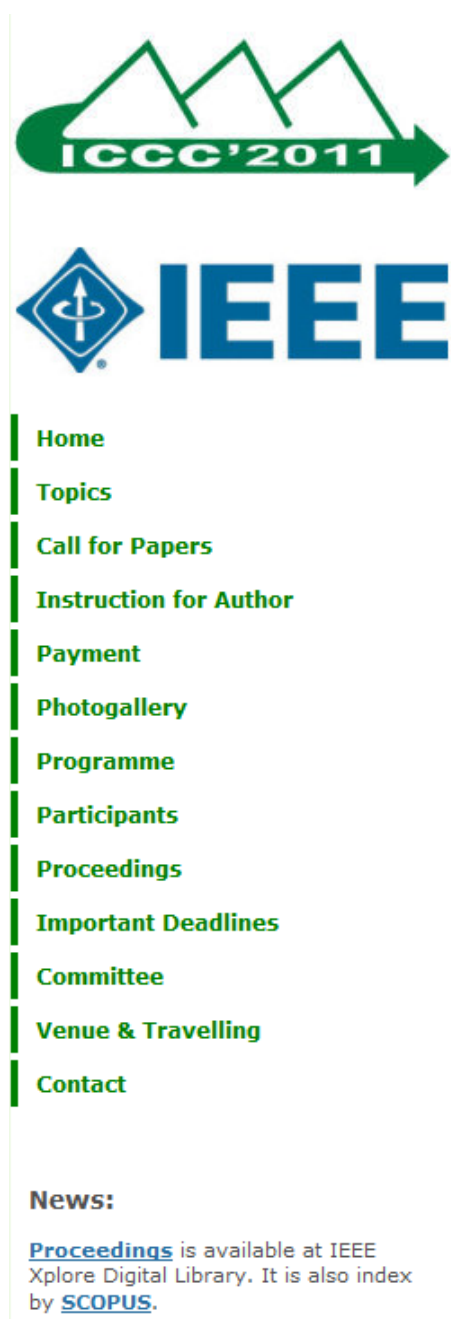 ICCC'2011
IEEE
®
Home
Topics
Call for Papers
Instruction for Author
Payment
Photogallery
Programme
Participants
Proceedings
Important Deadlines
Committee
Venue & Travelling
Contact
News:
Proceedings is available at IEEE
Xplore Digital Library. It is also index
by SCOPUS.